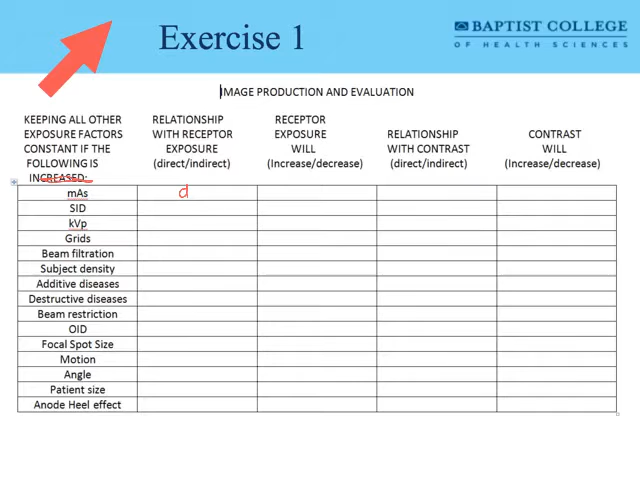 Exercise 1
BAPTIST COLLEGE
OF HEALTH SCIENCES
IMAGE PRODUCTION AND EVALUATION
KEEPING ALL OTHER EXPOSURE FACTORS CONSTANT IF THE FOLLOWING IS INCREASED:
RELATIONSHIP WITH RECEPTOR EXPOSURE (direct/indirect)
RECEPTOR EXPOSURE WILL (Increase/decrease)
RELATIONSHIP WITH CONTRAST (direct/indirect)
CONTRAST WILL (Increase/decrease)
mAs d
SID
kVp
Grids
Beam filtration
Subject density
Additive diseases
Destructive diseases
Beam restriction
OID
Focal Spot Size
Motion
Angle
Patient size
Anode Heel effect